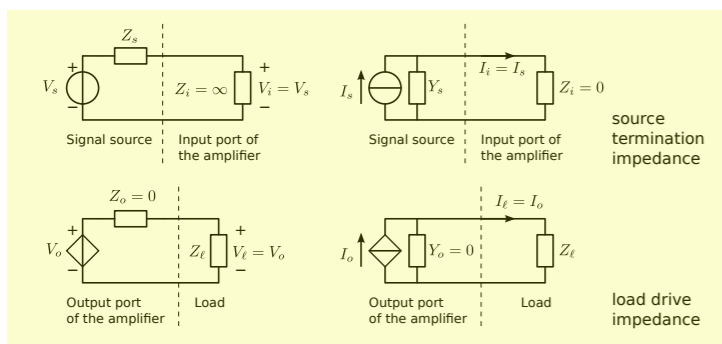 Z_s
+
V_s
−
Z_i = ∞
+
V_i = V_s
−
Signal source
Input port of
the amplifier
I_s
Y_s
I_i = I_s
Z_i = 0
Signal source
Input port of
the amplifier
source
termination
impedance
Z_o = 0
+
V_o
−
Z_ℓ
+
V_ℓ = V_o
−
Output port
of the amplifier
Load
I_o
Y_o = 0
I_ℓ = I_o
Z_ℓ
Output port
of the amplifier
Load
load drive
impedance